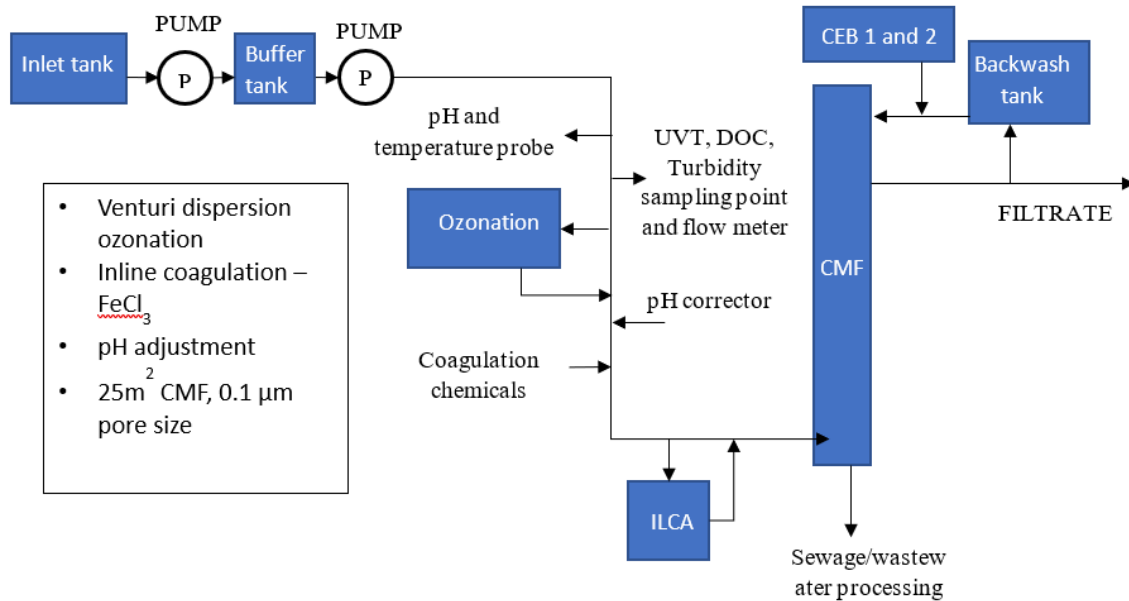 PUMP
PUMP
Inlet tank
P
Buffer
tank
P
CEB 1 and 2
Backwash
tank
pH and
temperature probe
UVT, DOC,
Turbidity
sampling point
and flow meter
Ozonation
FILTRATE
CMF
pH corrector
Coagulation
chemicals
ILCA
Sewage/wastew
ater processing
• Venturi dispersion
ozonation
• Inline coagulation –
FeCl3
• pH adjustment
• 25m2 CMF, 0.1 µm
pore size